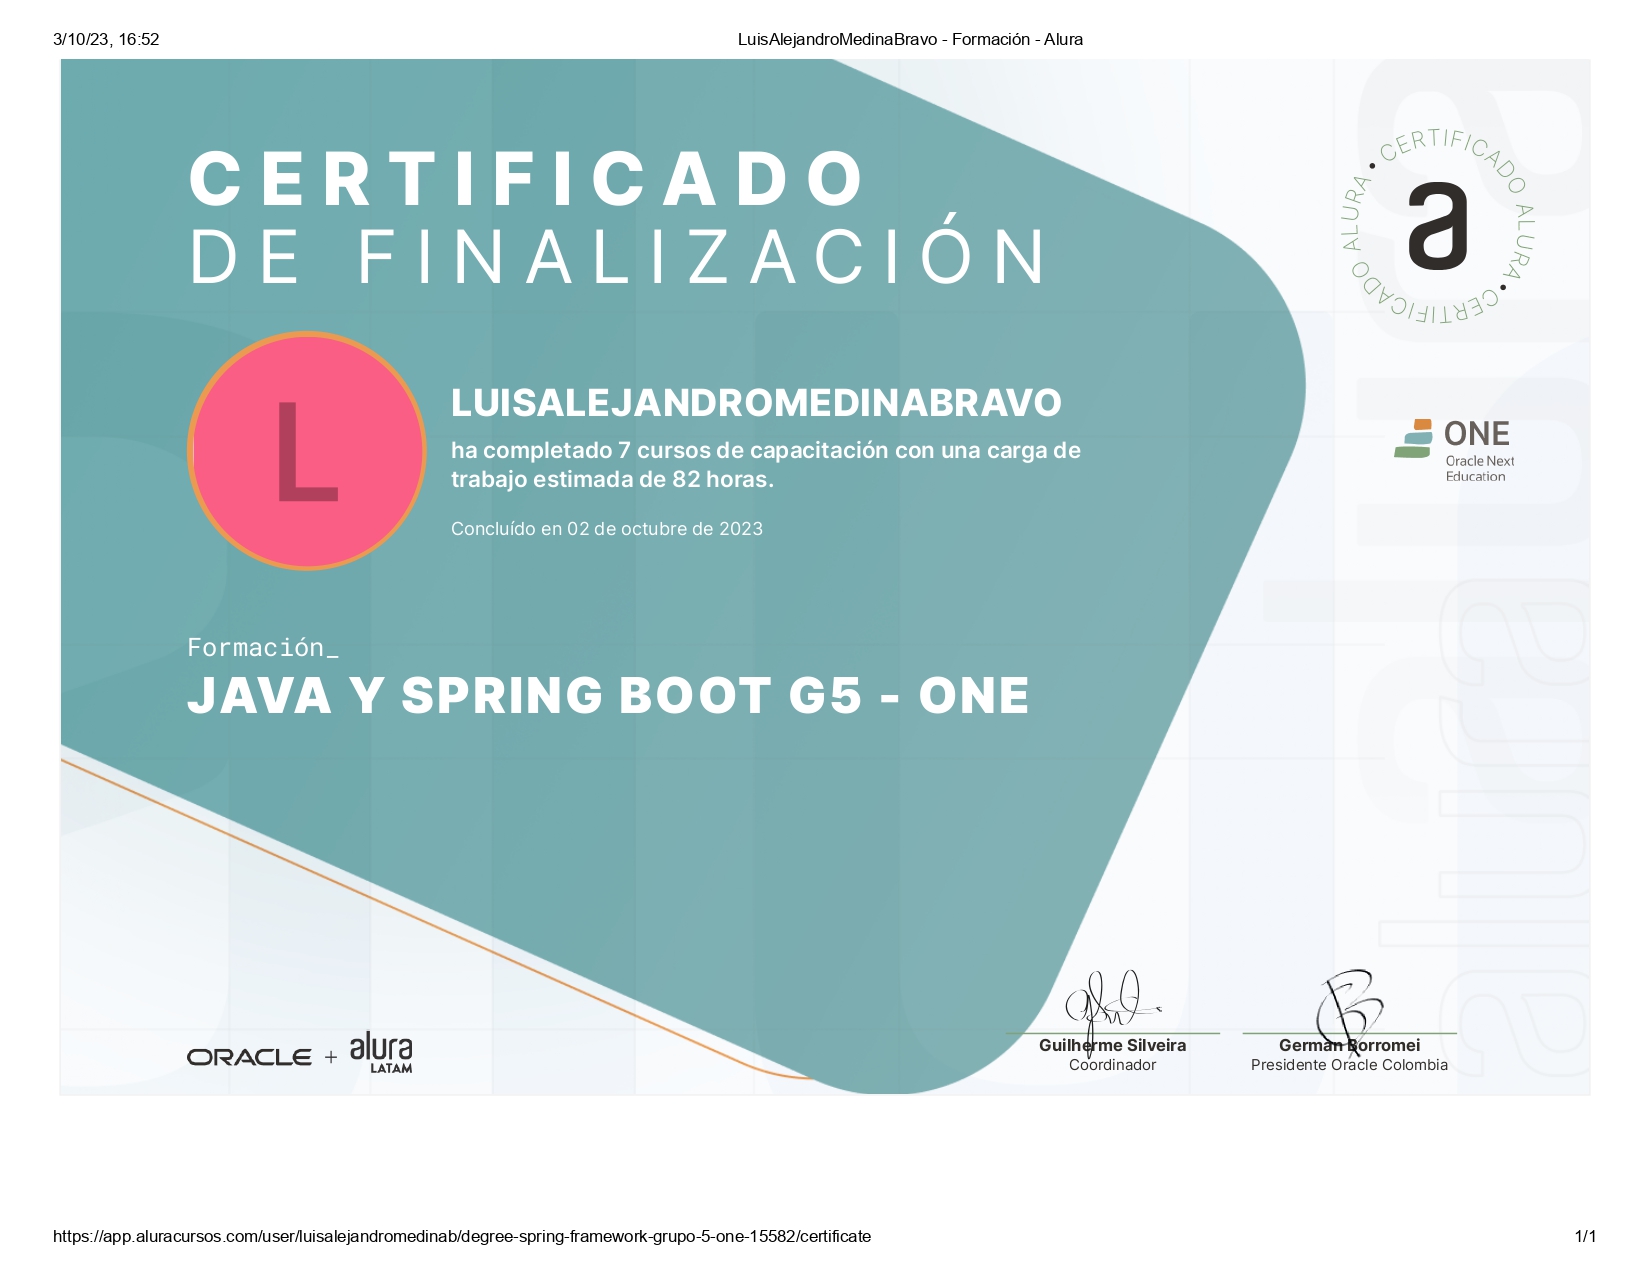 3/10/23, 16:52
LuisAlejandroMedinaBravo - Formación - Alura
CERTIFICADO
DE FINALIZACIÓN
CERTIFICADO ALURA • CERTIFICADO ALURA •
a
L
LUISALEJANDROMEDINABRAVO
ha completado 7 cursos de capacitación con una carga de
trabajo estimada de 82 horas.
Concluído en 02 de octubre de 2023
ONE
Oracle Next
Education
Formación_
JAVA Y SPRING BOOT G5 - ONE
alura
ORACLE + alura
LATAM
Guilherme Silveira
Coordinador
German Borromei
Presidente Oracle Colombia
https://app.aluracursos.com/user/luisalejandromedinab/degree-spring-framework-grupo-5-one-15582/certificate
1/1